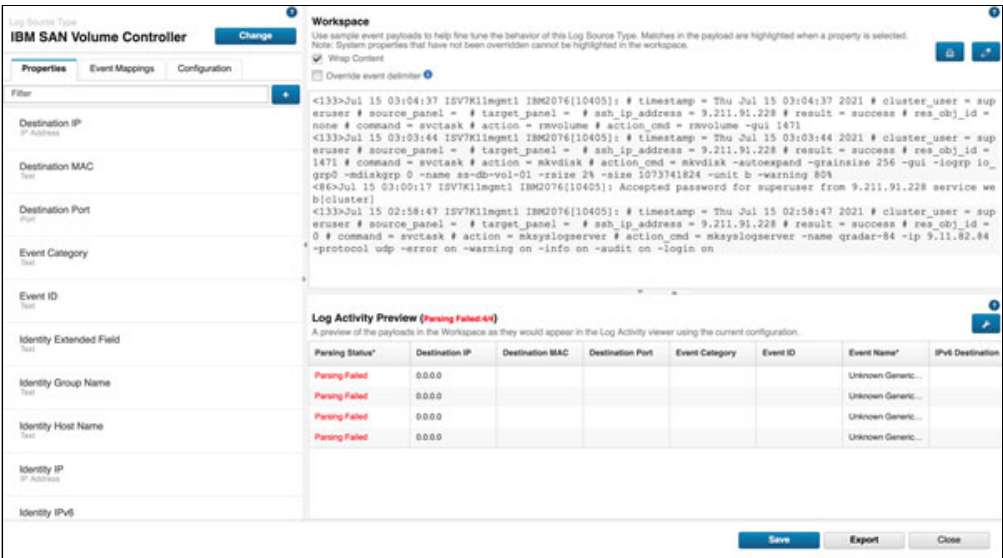 Log Source Type
IBM SAN Volume Controller
Change
Properties
Event Mappings
Configuration
Filter
+
Destination IP
IP Address
Destination MAC
Text
Destination Port
Port
Event Category
Text
Event ID
Text
Identity Extended Field
Text
Identity Group Name
Text
Identity Host Name
Text
Identity IP
IP Address
Identity IPv6
Workspace
Use sample event payloads to help fine tune the behavior of this Log Source Type. Matches in the payload are highlighted when a property is selected.
Note: System properties that have not been overridden cannot be highlighted in the workspace.
Wrap Content
Override event delimiter
<133>Jul 15 03:04:37 ISV7K11mgmt1 IBM2076[10405]: # timestamp = Thu Jul 15 03:04:37 2021 # cluster_user = sup
eruser # source_panel =  # target_panel =  # ssh_ip_address = 9.211.91.228 # result = success # res_obj_id =
none # command = svctask # action = rmvolume # action_cmd = rmvolume -gui 1471
<133>Jul 15 03:03:44 ISV7K11mgmt1 IBM2076[10405]: # timestamp = Thu Jul 15 03:03:44 2021 # cluster_user = sup
eruser # source_panel =  # target_panel =  # ssh_ip_address = 9.211.91.228 # result = success # res_obj_id =
1471 # command = svctask # action = mkvdisk # action_cmd = mkvdisk -autoexpand -grainsize 256 -gui -iogrp io_
grp0 -mdiskgrp 0 -name ss-db-vol-01 -rsize 2% -size 1073741824 -unit b -warning 80%
<86>Jul 15 03:00:17 ISV7K11mgmt1 IBM2076[10405]: Accepted password for superuser from 9.211.91.228 service we
b[cluster]
<133>Jul 15 02:58:47 ISV7K11mgmt1 IBM2076[10405]: # timestamp = Thu Jul 15 02:58:47 2021 # cluster_user = sup
eruser # source_panel =  # target_panel =  # ssh_ip_address = 9.211.91.228 # result = success # res_obj_id =
0 # command = svctask # action = mksyslogserver # action_cmd = mksyslogserver -name qradar-84 -ip 9.11.82.84
-protocol udp -error on -warning on -info on -audit on -login on
Log Activity Preview (Parsing Failed:4/4)
A preview of the payloads in the Workspace as they would appear in the Log Activity viewer using the current configuration.
Parsing Status* Destination IP Destination MAC Destination Port Event Category Event ID Event Name* IPv6 Destination
Parsing Failed 0.0.0.0 Unknown Generic...
Parsing Failed 0.0.0.0 Unknown Generic...
Parsing Failed 0.0.0.0 Unknown Generic...
Parsing Failed 0.0.0.0 Unknown Generic...
Save
Export
Close